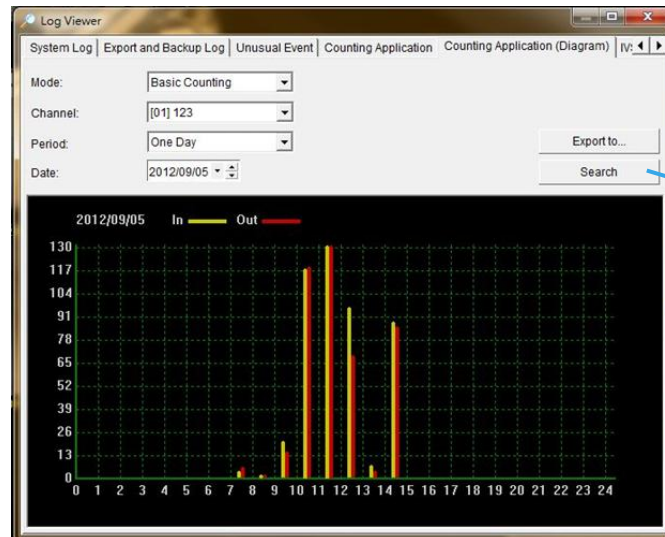 Log Viewer
System Log Export and Backup Log Unusual Event Counting Application Counting Application (Diagram)
Mode: Basic Counting
Channel: [01] 123
Period: One Day
Export to...
Date: 2012/09/05
Search
2012/09/05 In Out
130
117
104
91
78
65
52
39
26
13
0
0 1 2 3 4 5 6 7 8 9 10 11 12 13 14 15 16 17 18 19 20 21 22 23 24